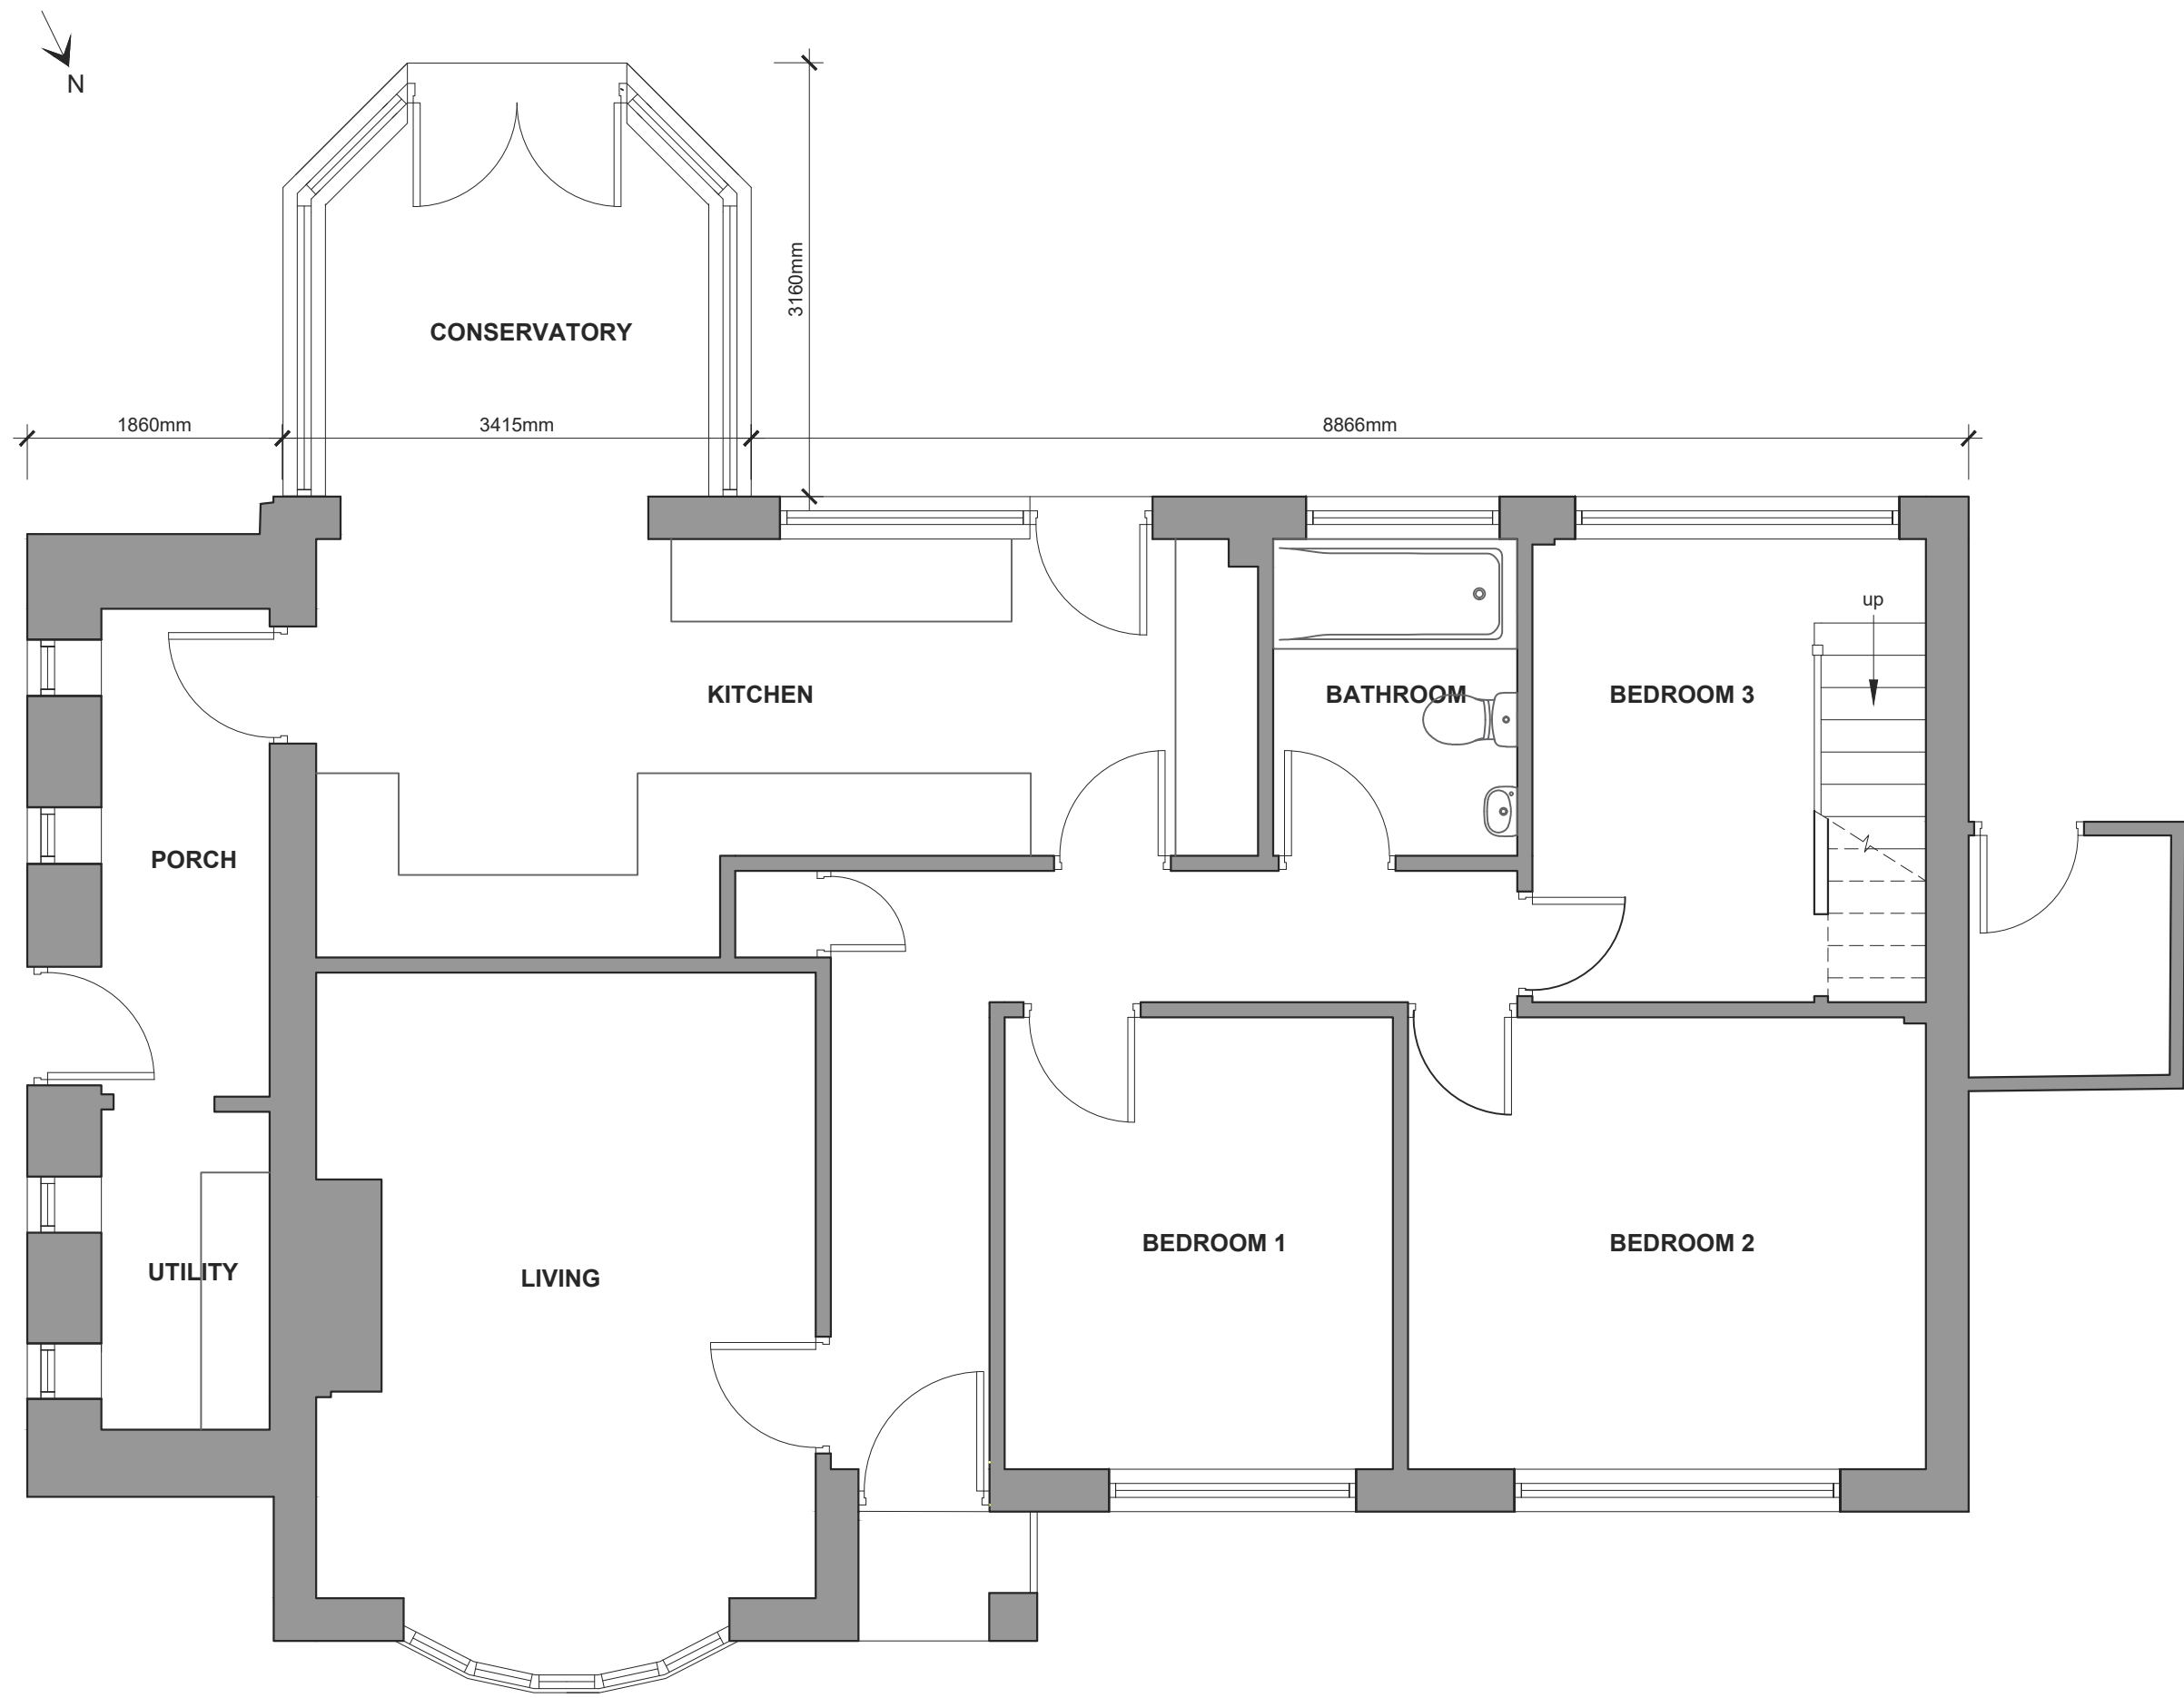 N
3160mm
CONSERVATORY
1860mm
3415mm
8866mm
up
KITCHEN
BATHROOM
BEDROOM 3
PORCH
BEDROOM 1
BEDROOM 2
UTILITY
LIVING